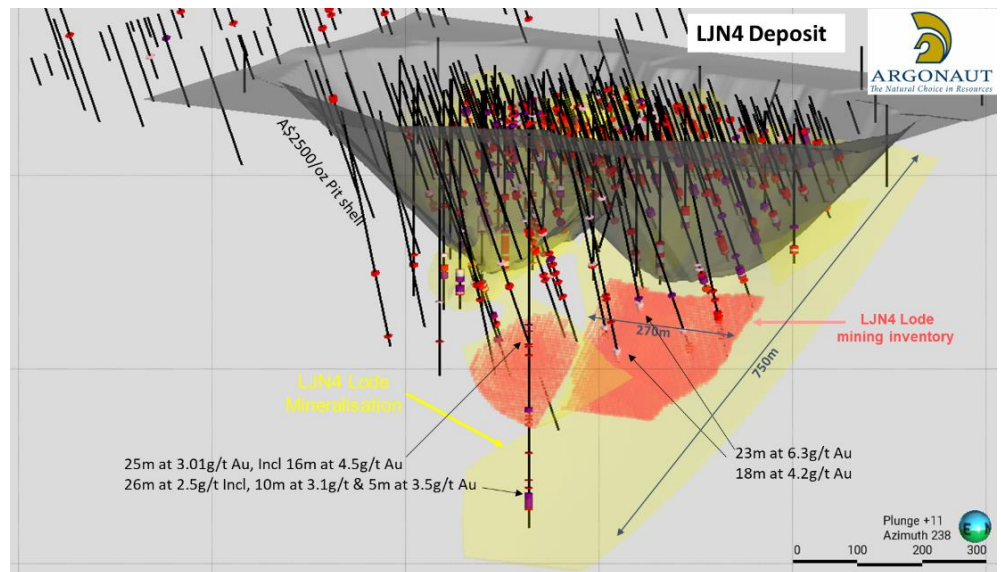 LJN4 Deposit
ARGONAUT
The Natural Choice in Resources
A$2500/oz Pit shell
270m
LJN4 Lode
mining inventory
750m
LJN4 Lode
Mineralisation
25m at 3.01g/t Au, Incl 16m at 4.5g/t Au
26m at 2.5g/t Incl, 10m at 3.1g/t & 5m at 3.5g/t Au
23m at 6.3g/t Au
18m at 4.2g/t Au
Plunge +11
Azimuth 238
0 100 200 300